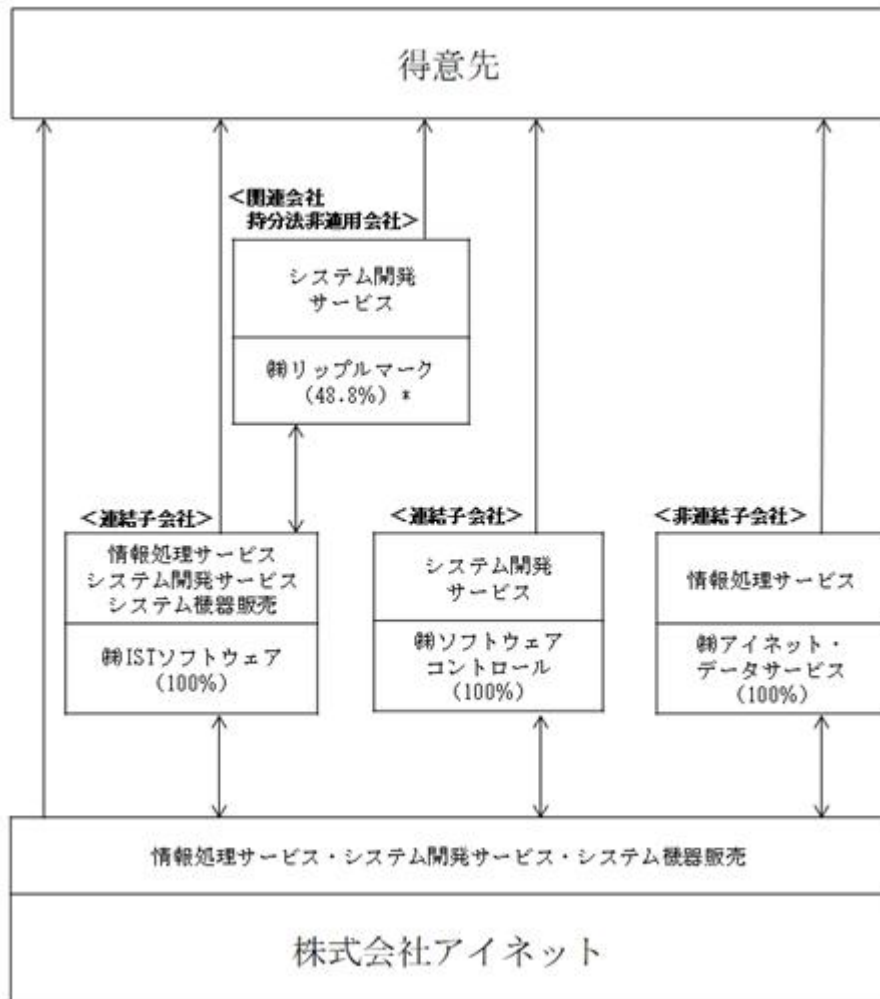 得意先
<関連会社
持分法非適用会社>
システム開発
サービス
㈱リップルマーク
(48.8%) *
<連結子会社>
情報処理サービス
システム開発サービス
システム機器販売
㈱ISTソフトウェア
(100%)
<連結子会社>
システム開発
サービス
㈱ソフトウェア
コントロール
(100%)
<非連結子会社>
情報処理サービス
㈱アイネット・
データサービス
(100%)
情報処理サービス・システム開発サービス・システム機器販売
株式会社アイネット